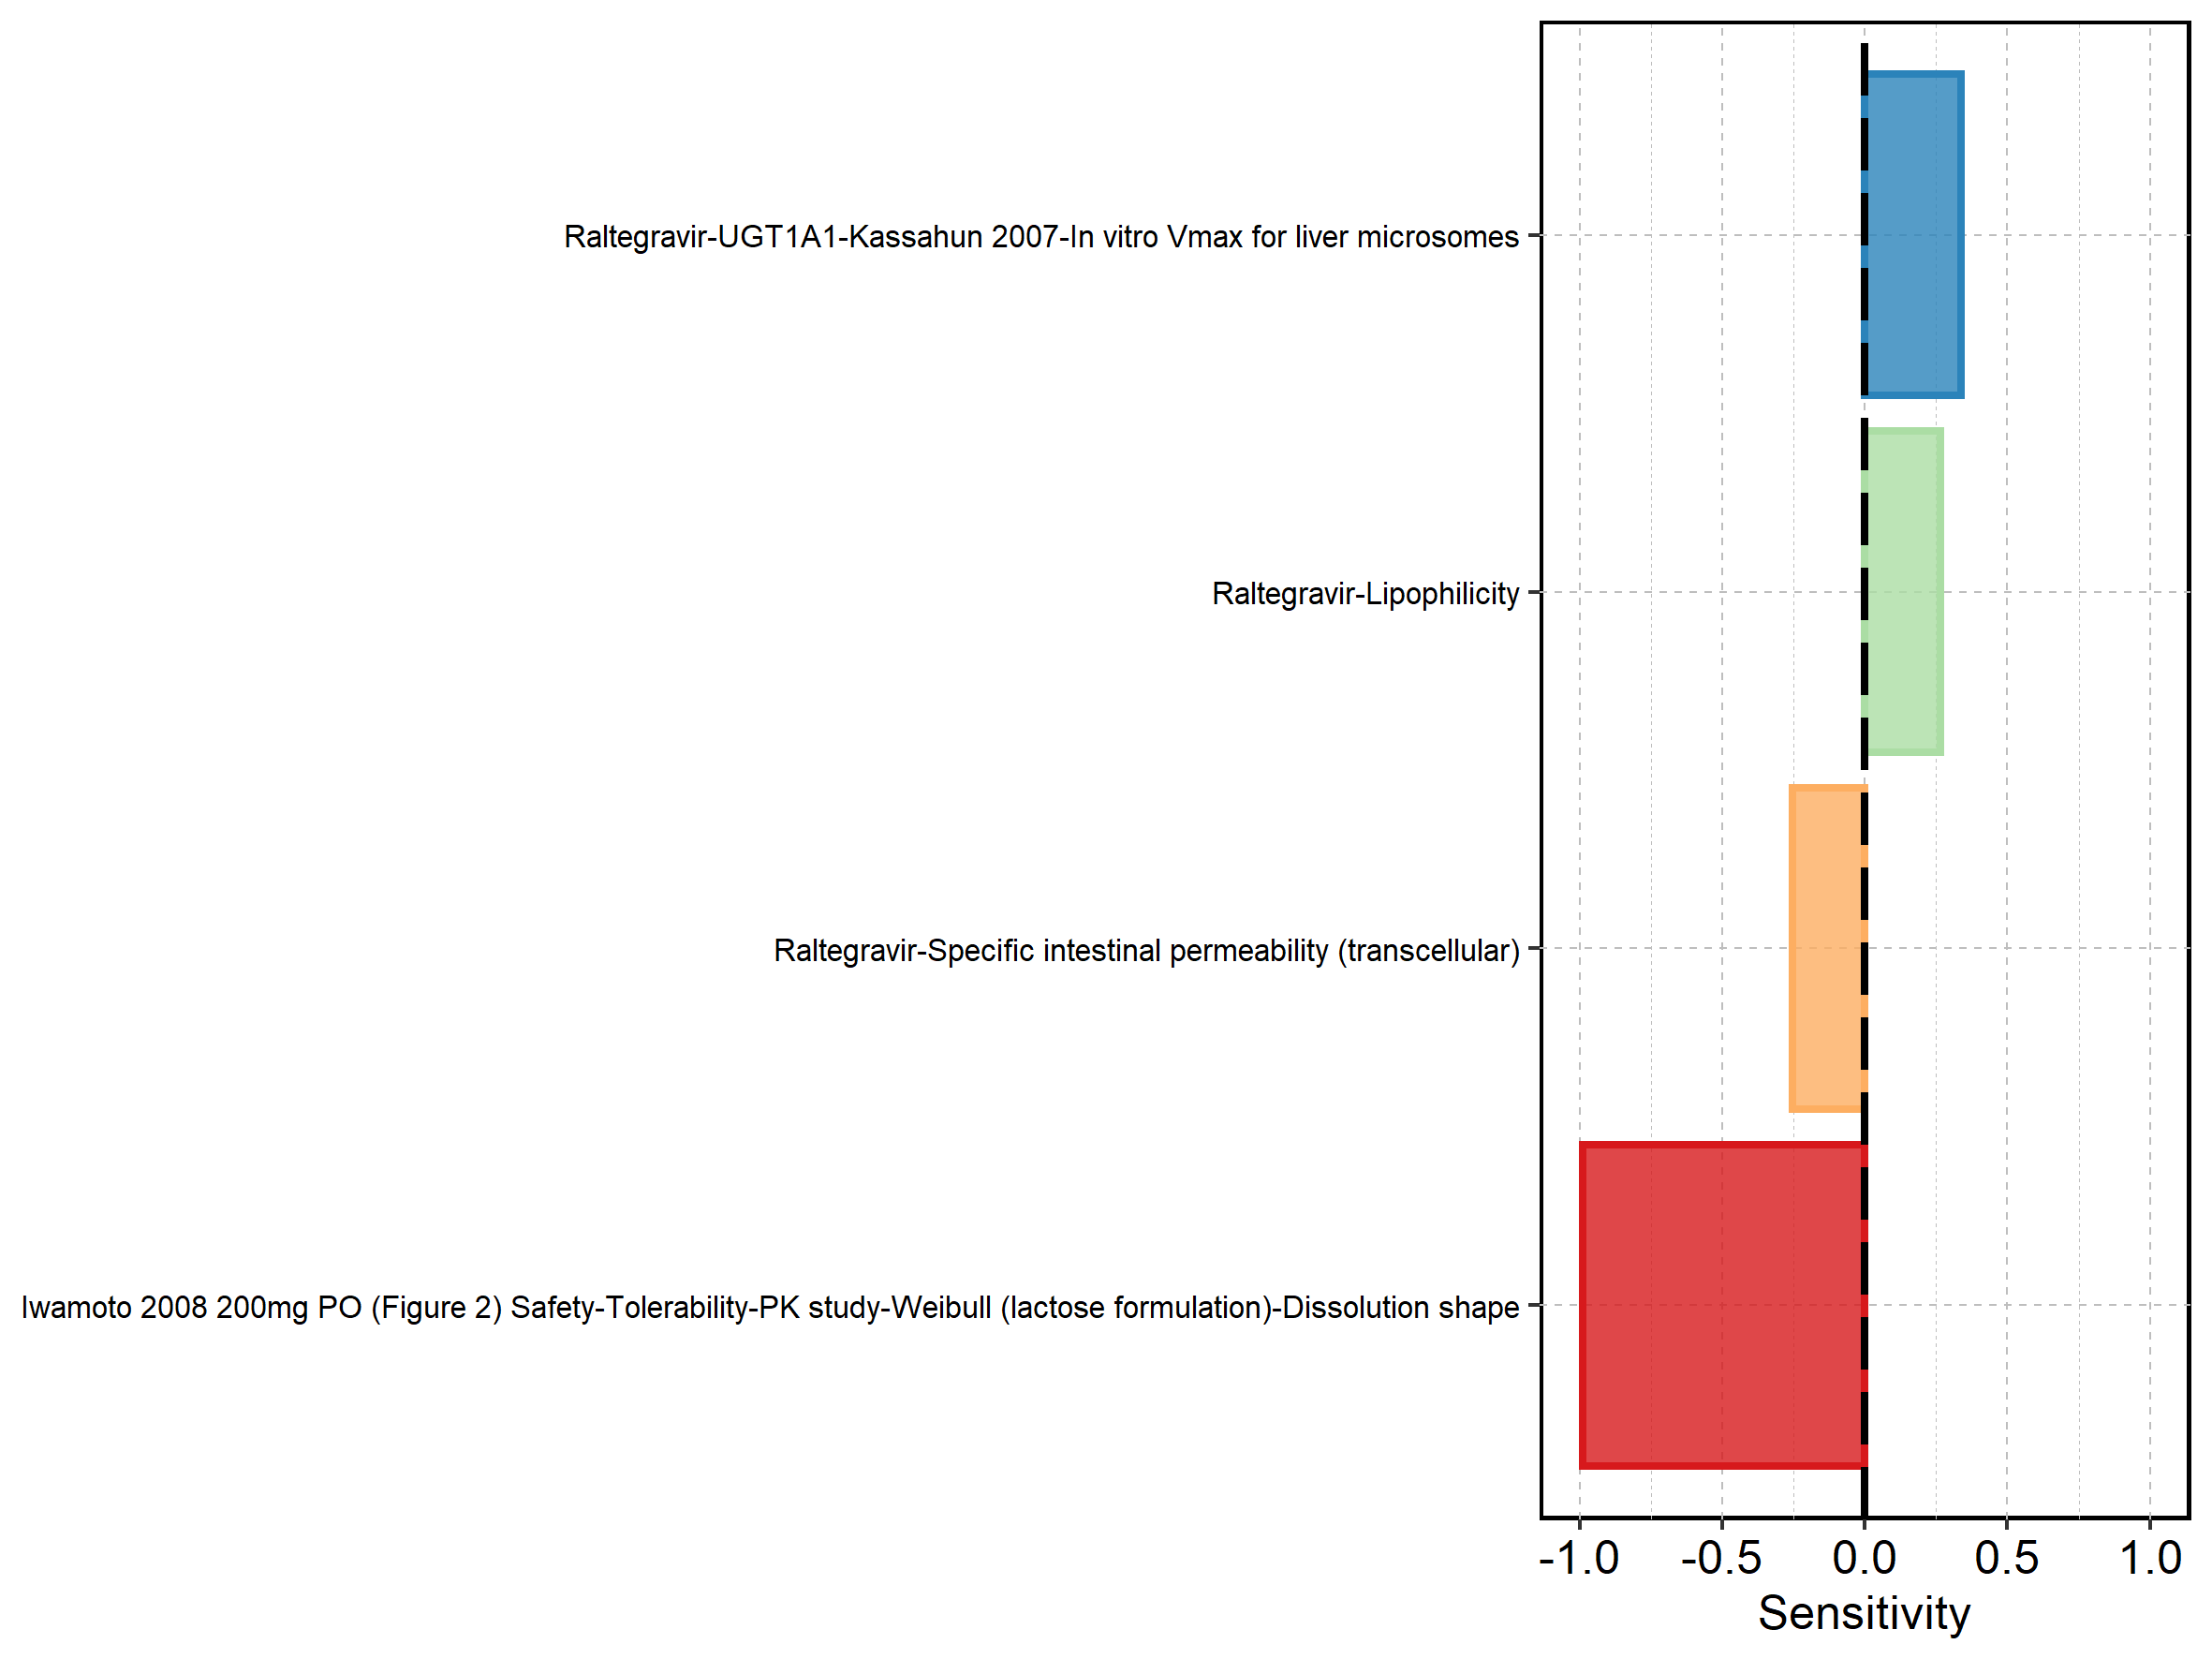 Raltegravir-UGT1A1-Kassahun 2007-In vitro Vmax for liver microsomes
Raltegravir-Lipophilicity
Raltegravir-Specific intestinal permeability (transcellular)
Iwamoto 2008 200mg PO (Figure 2) Safety-Tolerability-PK study-Weibull (lactose formulation)-Dissolution shape
-1.0 -0.5 0.0 0.5 1.0
Sensitivity